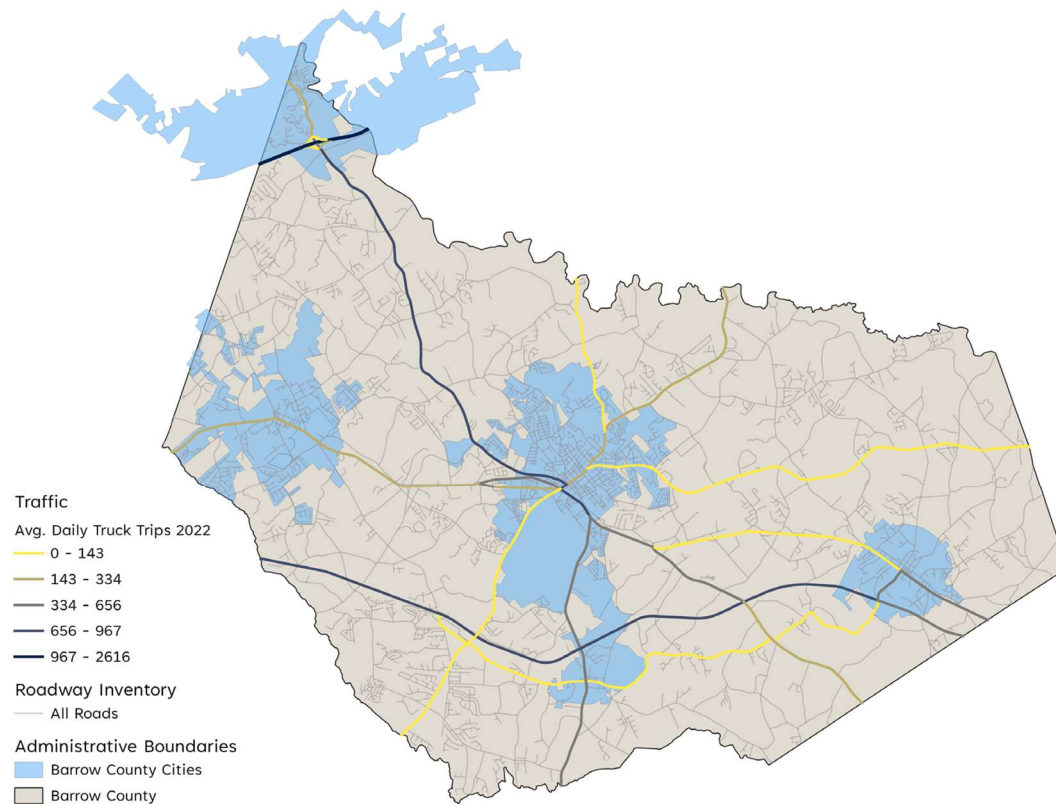 Traffic
Avg. Daily Truck Trips 2022
0 - 143
143 - 334
334 - 656
656 - 967
967 - 2616
Roadway Inventory
All Roads
Administrative Boundaries
Barrow County Cities
Barrow County